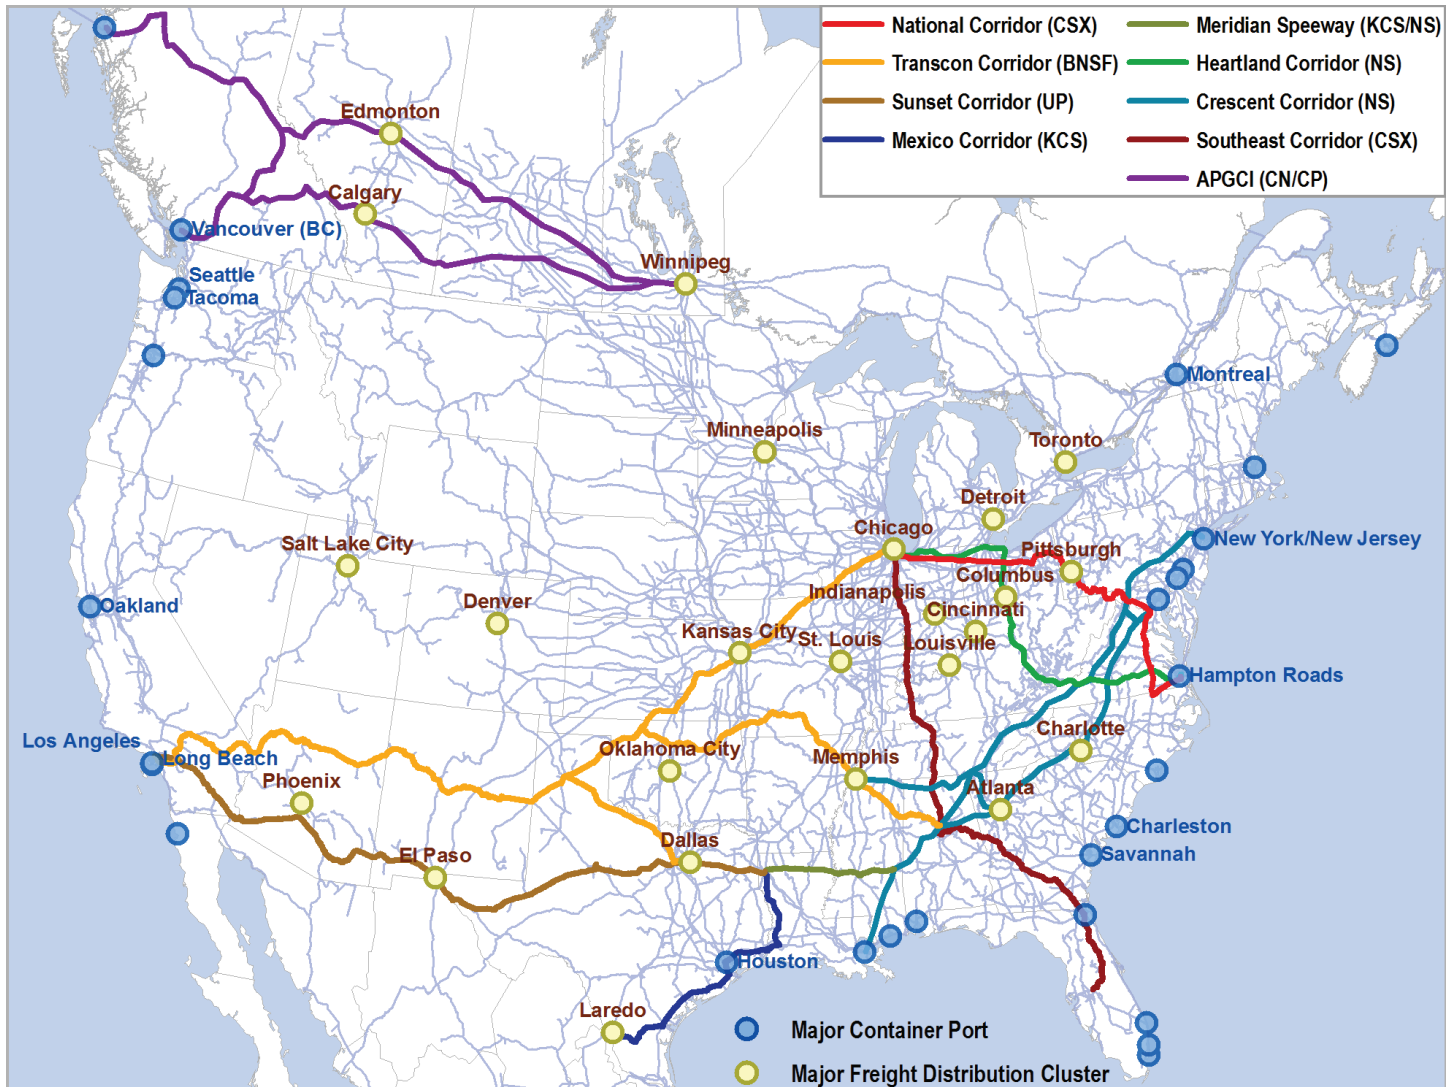 National Corridor (CSX)
Meridian Speeway (KCS/NS)
Transcon Corridor (BNSF)
Heartland Corridor (NS)
Sunset Corridor (UP)
Crescent Corridor (NS)
Mexico Corridor (KCS)
Southeast Corridor (CSX)
APGCI (CN/CP)
Edmonton
Calgary
Vancouver (BC)
Winnipeg
Seattle
Tacoma
Montreal
Minneapolis
Toronto
Detroit
Chicago
New York/New Jersey
Salt Lake City
Pittsburgh
Columbus
Indianapolis
Denver
Oakland
Cincinnati
Kansas City
St. Louis
Louisville
Hampton Roads
Charlotte
Los Angeles
Oklahoma City
Long Beach
Memphis
Phoenix
Atlanta
Charleston
Dallas
El Paso
Savannah
Houston
Laredo
Major Container Port
Major Freight Distribution Cluster